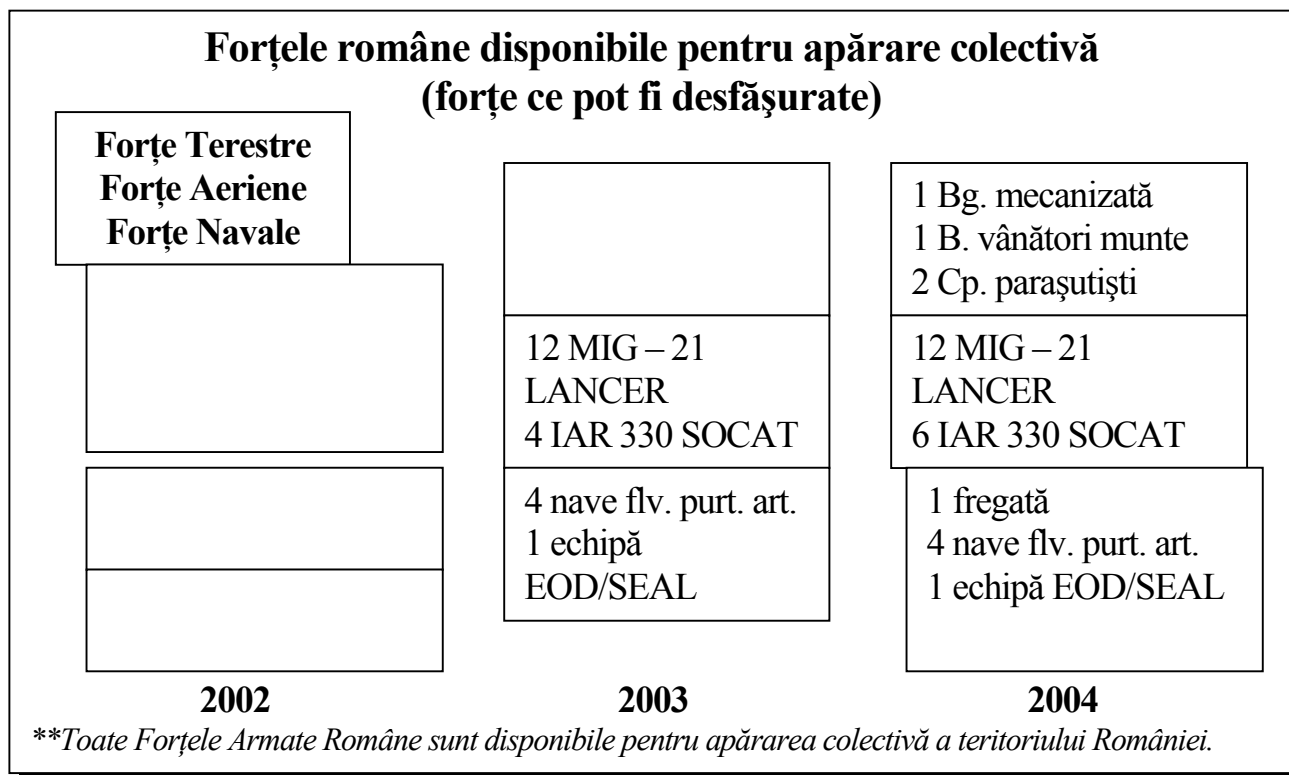 Forțele române disponibile pentru apărare colectivă
(forțe ce pot fi desfăşurate)
Forțe Terestre
Forțe Aeriene
Forțe Navale
12 MIG – 21
LANCER
4 IAR 330 SOCAT
4 nave flv. purt. art.
1 echipă
EOD/SEAL
1 Bg. mecanizată
1 B. vânători munte
2 Cp. paraşutişti
12 MIG – 21
LANCER
6 IAR 330 SOCAT
1 fregată
4 nave flv. purt. art.
1 echipă EOD/SEAL
2002
2003
2004
**Toate Forțele Armate Române sunt disponibile pentru apărarea colectivă a teritoriului României.